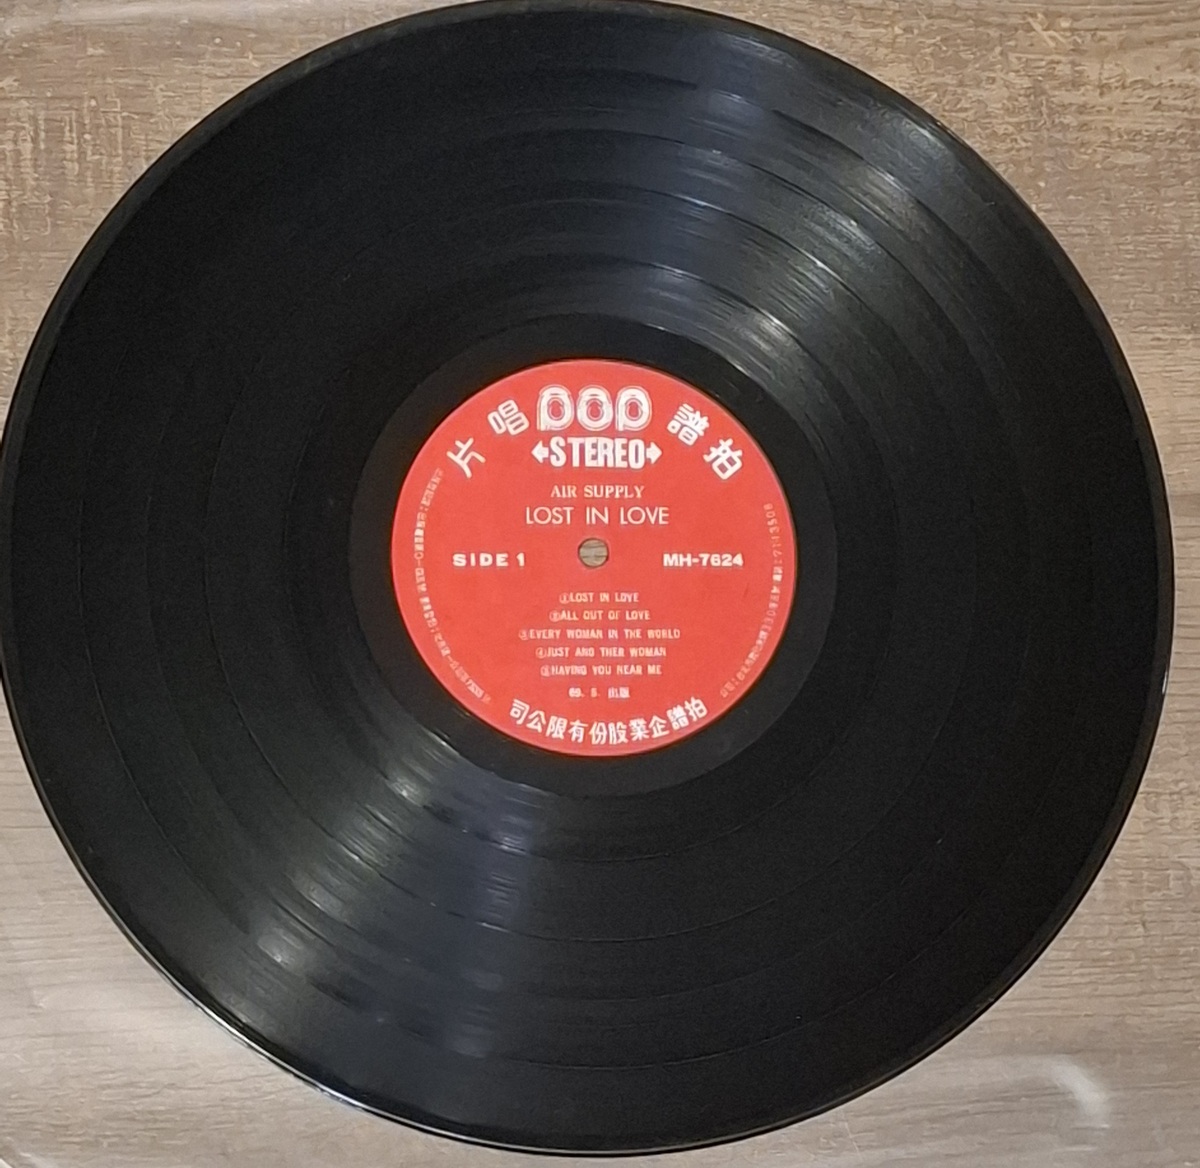 片唱 POP 譜拍
STEREO
AIR SUPPLY
LOST IN LOVE
SIDE 1
MH-7624
①LOST IN LOVE
②ALL OUT OF LOVE
③EVERY WOMAN IN THE WORLD
④JUST AND THER WOMAN
⑤HAVING YOU NEAR ME
69. 5. 出版
司公限有份股業企譜拍